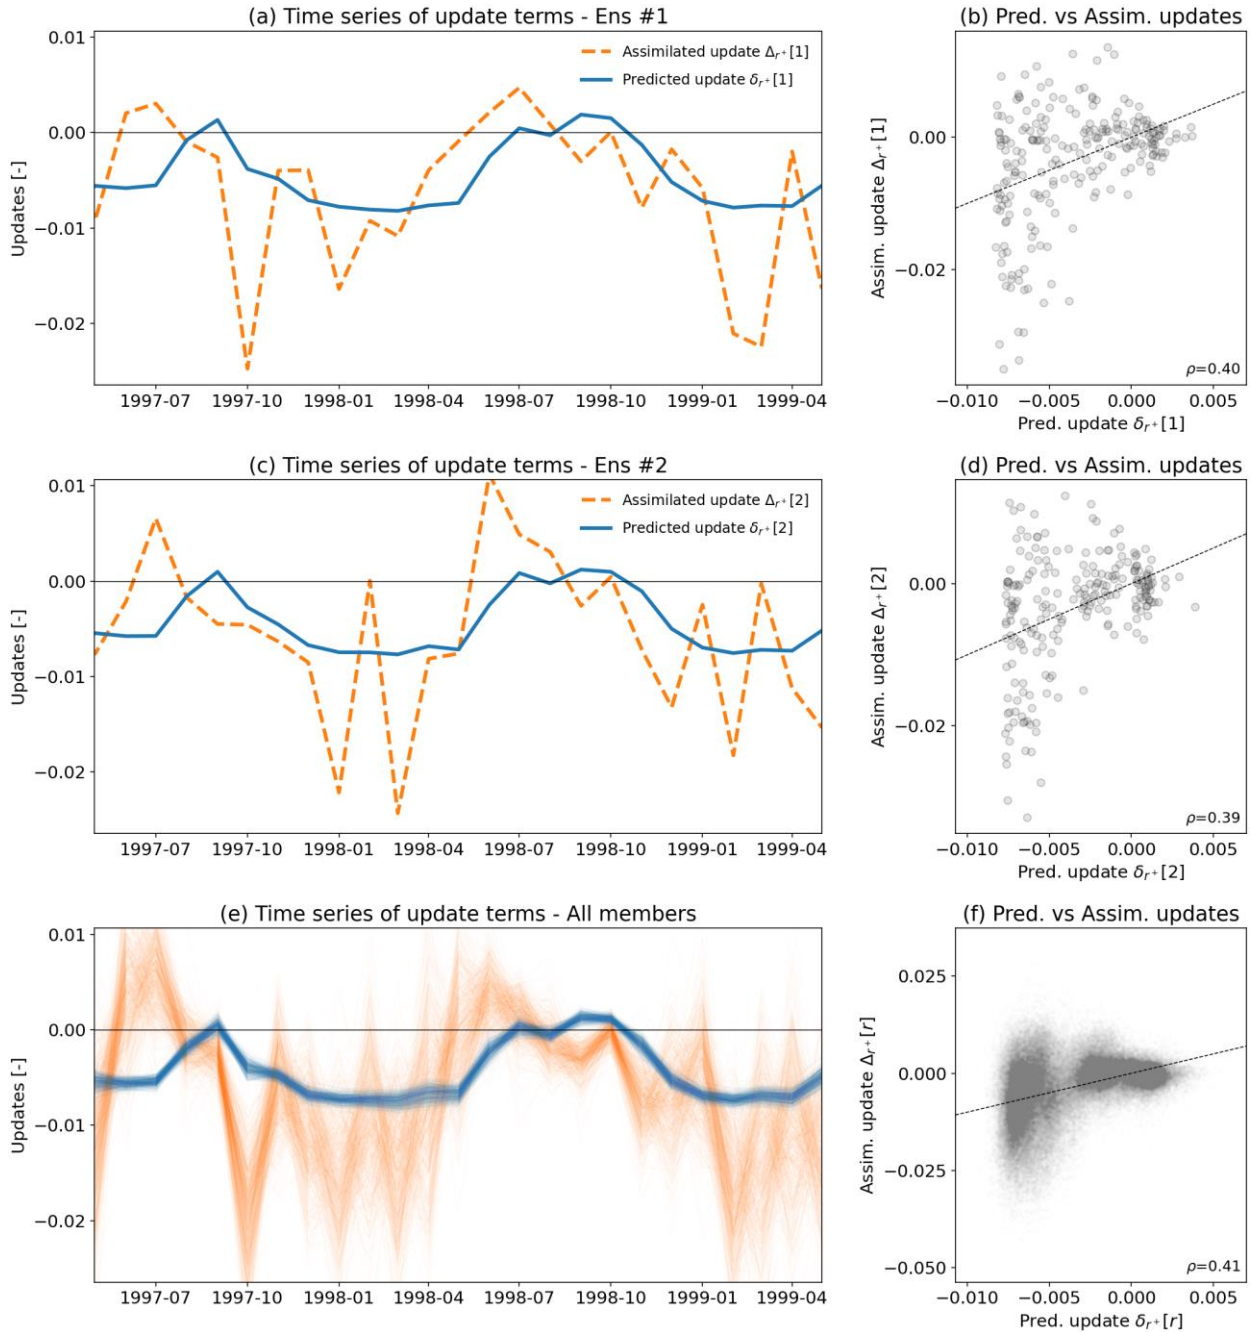 (a) Time series of update terms - Ens #1
(b) Pred. vs Assim. updates
0.01
0.00
−0.01
−0.02
Updates [-]
Assimilated update Δᵣ₊[1]
Predicted update δᵣ₊[1]
1997-07 1997-10 1998-01 1998-04 1998-07 1998-10 1999-01 1999-04
0.00
−0.02
Assim. update Δᵣ₊[1]
ρ=0.40
−0.010 −0.005 0.000 0.005
Pred. update δᵣ₊[1]
(c) Time series of update terms - Ens #2
(d) Pred. vs Assim. updates
0.01
0.00
−0.01
−0.02
Updates [-]
Assimilated update Δᵣ₊[2]
Predicted update δᵣ₊[2]
1997-07 1997-10 1998-01 1998-04 1998-07 1998-10 1999-01 1999-04
0.00
−0.02
Assim. update Δᵣ₊[2]
ρ=0.39
−0.010 −0.005 0.000 0.005
Pred. update δᵣ₊[2]
(e) Time series of update terms - All members
(f) Pred. vs Assim. updates
0.01
0.00
−0.01
−0.02
Updates [-]
1997-07 1997-10 1998-01 1998-04 1998-07 1998-10 1999-01 1999-04
0.025
0.000
−0.025
−0.050
Assim. update Δᵣ₊[r]
ρ=0.41
−0.010 −0.005 0.000 0.005
Pred. update δᵣ₊[r]